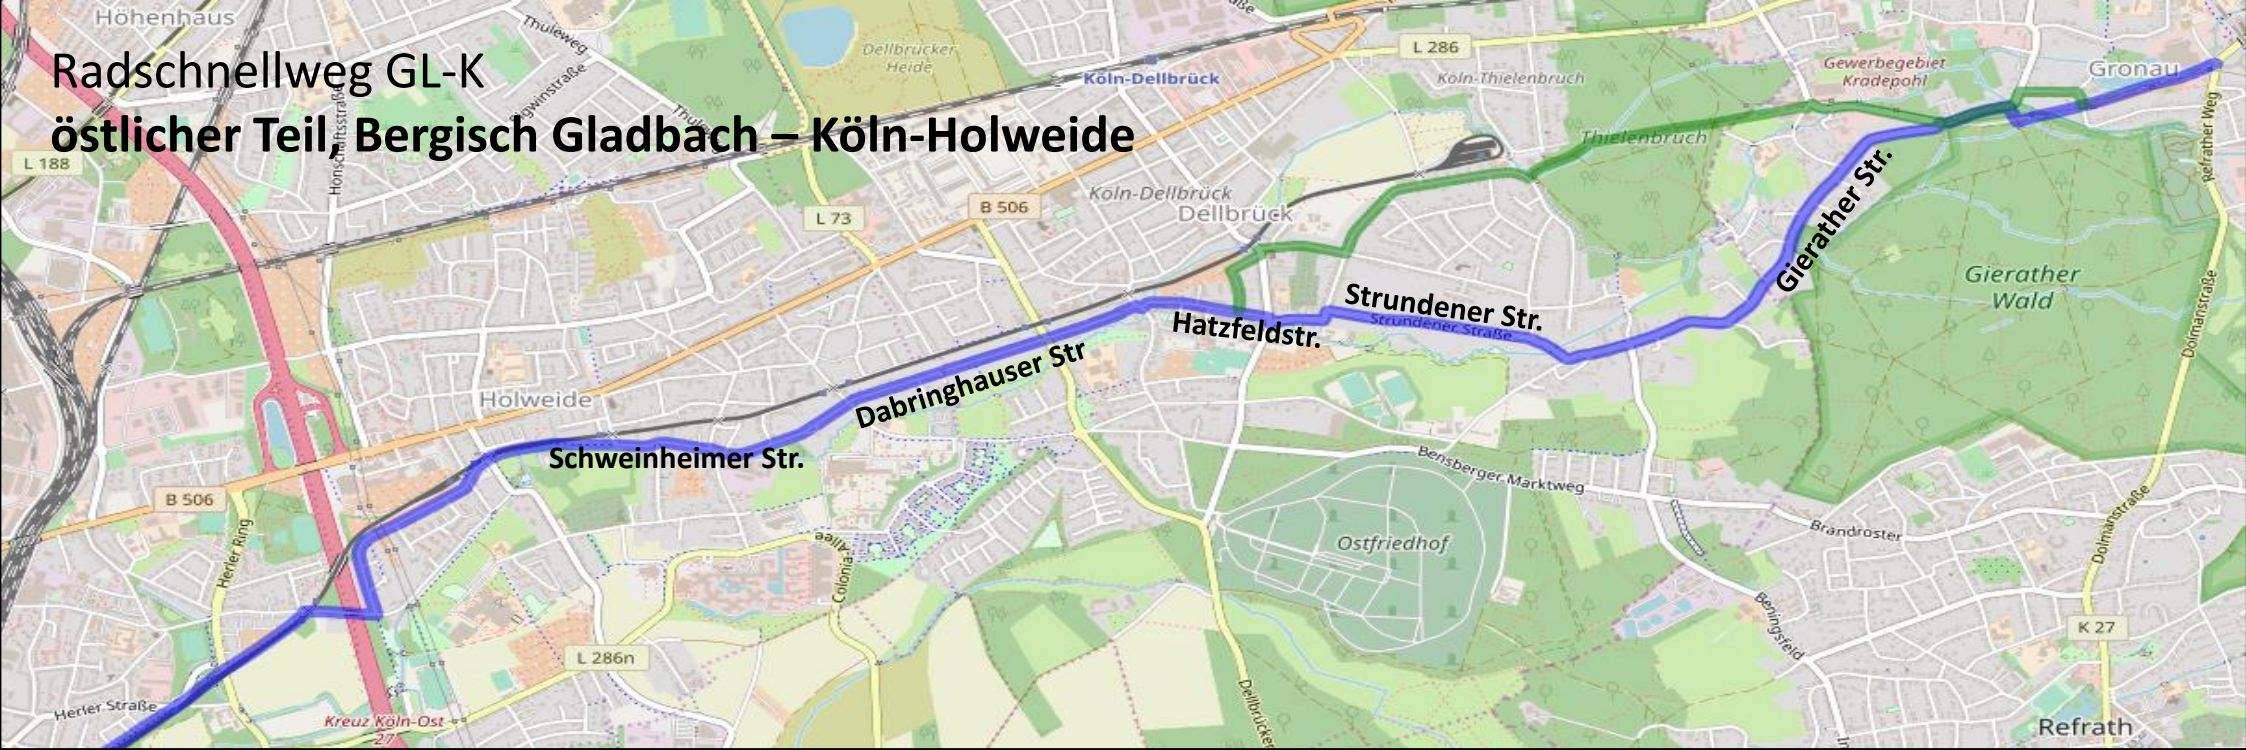 Höhenhaus
Radschnellweg GL-K
östlicher Teil, Bergisch Gladbach – Köln-Holweide
Thuleweg
Dellbrücker
Heide
Köln-Dellbrück
L 286
Köln-Thielenbruch
Gewerbegebiet
Kradepohl
Gronau
L 188
Refrather Weg
Thielenbruch
Köln-Dellbrück
Dellbrück
B 506
L 73
Gierather Str.
Gierather
Wald
Strundener Str.
Strundener Straße
Hatzfeldstr.
Dolmanstraße
Dabringhauser Str
Holweide
Schweinheimer Str.
B 506
Bensberger Marktweg
Herler Ring
Ostfriedhof
Brandroster
Dolmanstraße
Colonia-Allee
Beningsfeld
K 27
L 286n
Herler Straße
Kreuz Köln-Ost
27
Dellbrücker
Refrath